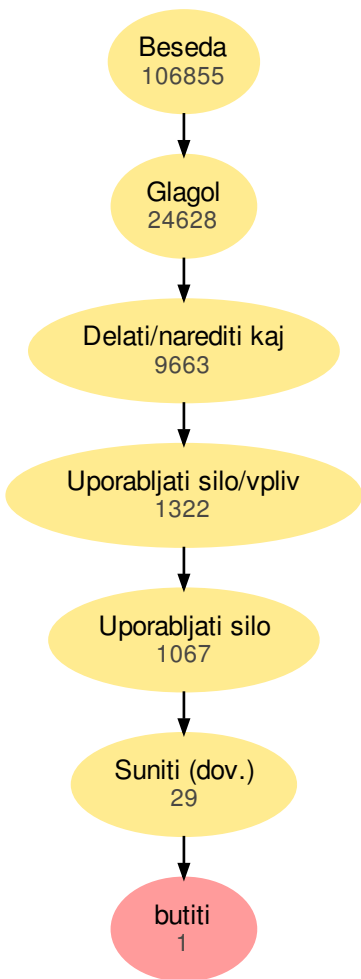 Beseda
106855
Glagol
24628
Delati/narediti kaj
9663
Uporabljati silo/vpliv
1322
Uporabljati silo
1067
Suniti (dov.)
29
butiti
1